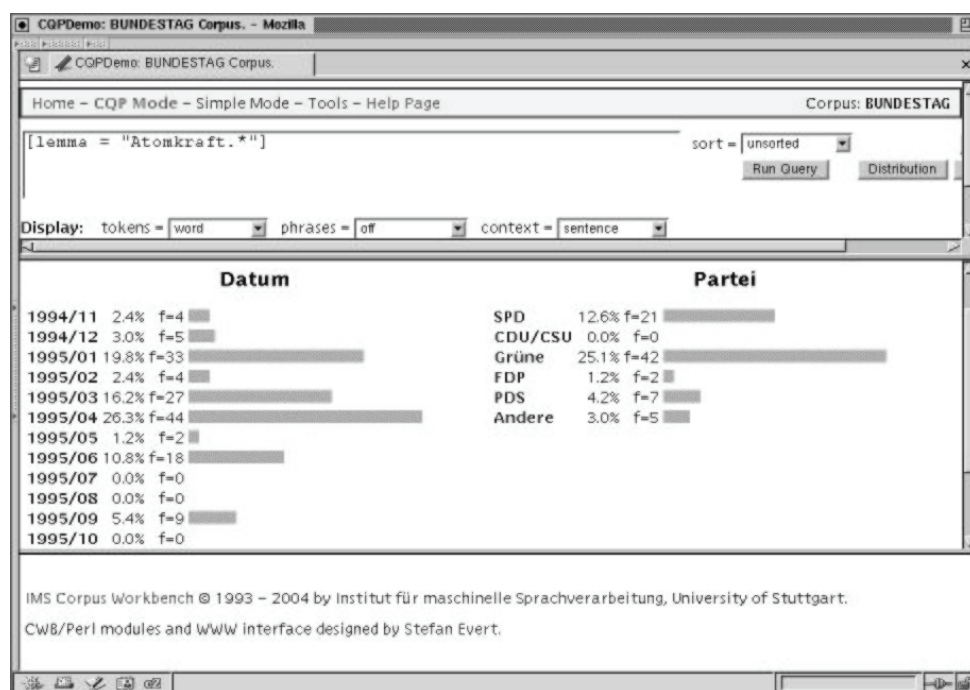 CQPDemo: BUNDESTAG Corpus. - Mozilla
CQPDemo: BUNDESTAG Corpus.
Home – CQP Mode – Simple Mode – Tools – Help Page Corpus: BUNDESTAG
[lemma = "Atomkraft.*"] sort = unsorted
Run Query Distribution
Display: tokens = word phrases = off context = sentence
Datum Partei
1994/11 2.4% f=4 SPD 12.6% f=21
1994/12 3.0% f=5 CDU/CSU 0.0% f=0
1995/01 19.8% f=33 Grüne 25.1% f=42
1995/02 2.4% f=4 FDP 1.2% f=2
1995/03 16.2% f=27 PDS 4.2% f=7
1995/04 26.3% f=44 Andere 3.0% f=5
1995/05 1.2% f=2
1995/06 10.8% f=18
1995/07 0.0% f=0
1995/08 0.0% f=0
1995/09 5.4% f=9
1995/10 0.0% f=0
IMS Corpus Workbench © 1993 – 2004 by Institut für maschinelle Sprachverarbeitung, University of Stuttgart.
CWB/Perl modules and WWW interface designed by Stefan Evert.